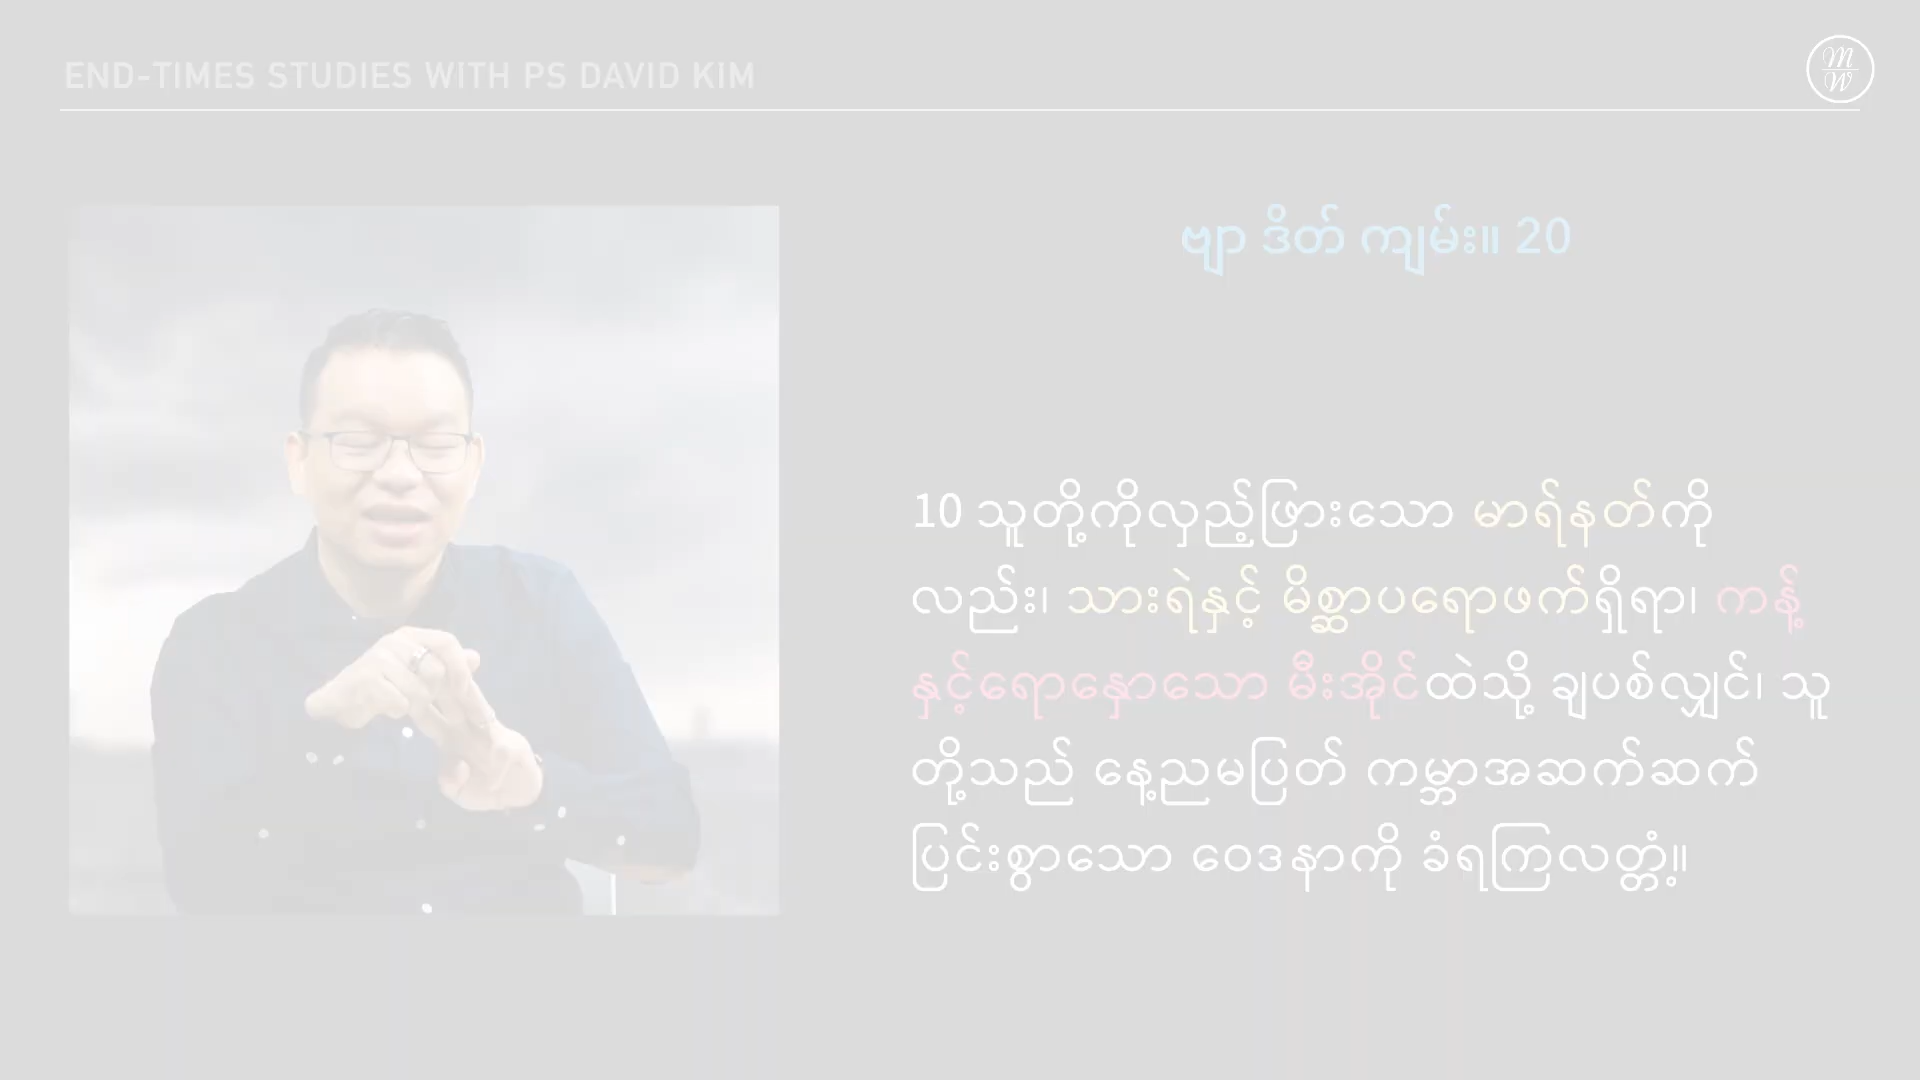 END-TIMES STUDIES WITH PS DAVID KIM
M
W
ဗျာ ဒိတ် ကျမ်း။ 20
10 သူတို့ကိုလှည့်ဖြားသော မာရ်နတ်ကို
လည်း၊ သားရဲနှင့် မိစ္ဆာပရောဖက်ရှိရာ၊ ကန့်
နှင့်ရောနှောသော မီးအိုင်ထဲသို့ ချပစ်လျှင်၊ သူ
တို့သည် နေ့ညမပြတ် ကမ္ဘာအဆက်ဆက်
ပြင်းစွာသော ဝေဒနာကို ခံရကြလတ္တံ့။